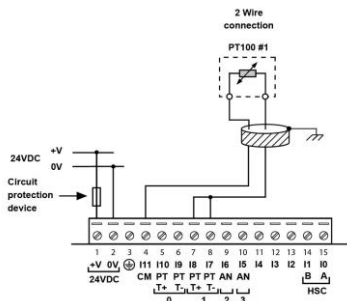 2 Wire
connection
PT100 #1
24VDC
+V
0V
Circuit
protection
device
1 2 3 4 5 6 7 8 9 10 11 12 13 14 15
+V 0V I11 I10 I9 I8 I7 I6 I5 I4 I3 I2 I1 I0
24VDC CM PT PT PT PT AN AN B A
T+ T- T+ T- 2 3 HSC
0 1